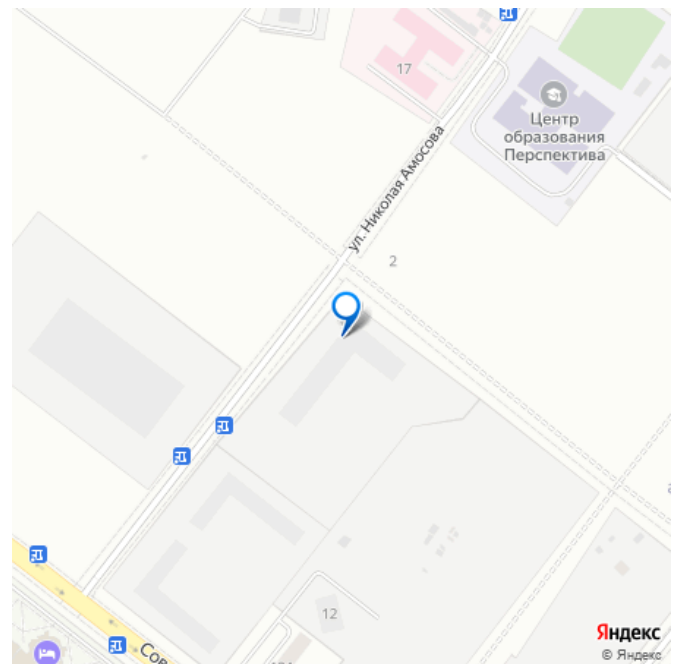 17
Центр
образования
Перспектива
ул. Николая Амосова
2
12
Яндекс
© Яндекс